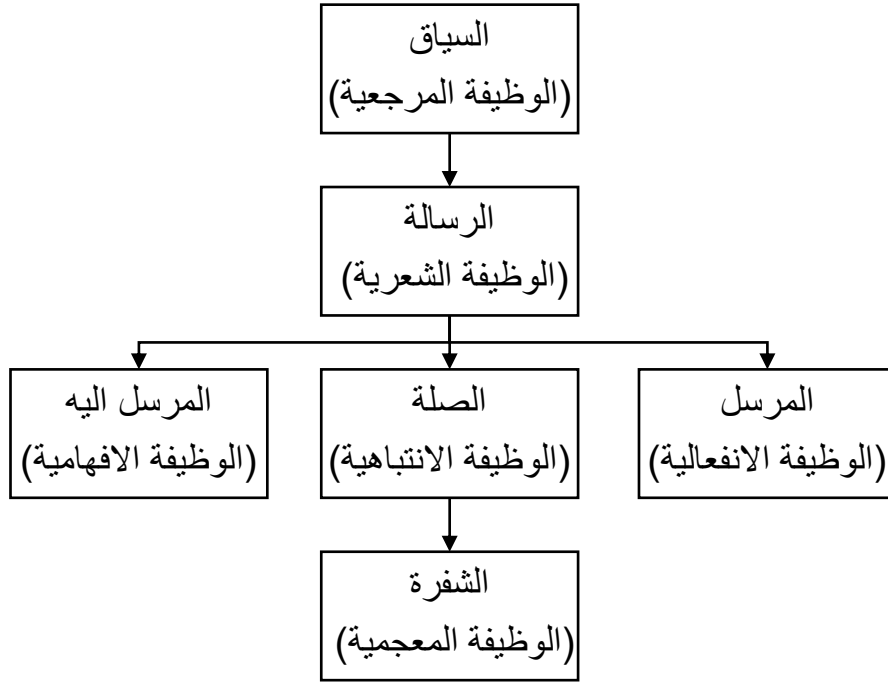 السياق
(الوظيفة المرجعية)
الرسالة
(الوظيفة الشعرية)
المرسل
(الوظيفة الانفعالية)
الصلة
(الوظيفة الانتباهية)
المرسل اليه
(الوظيفة الافهامية)
الشفرة
(الوظيفة المعجمية)